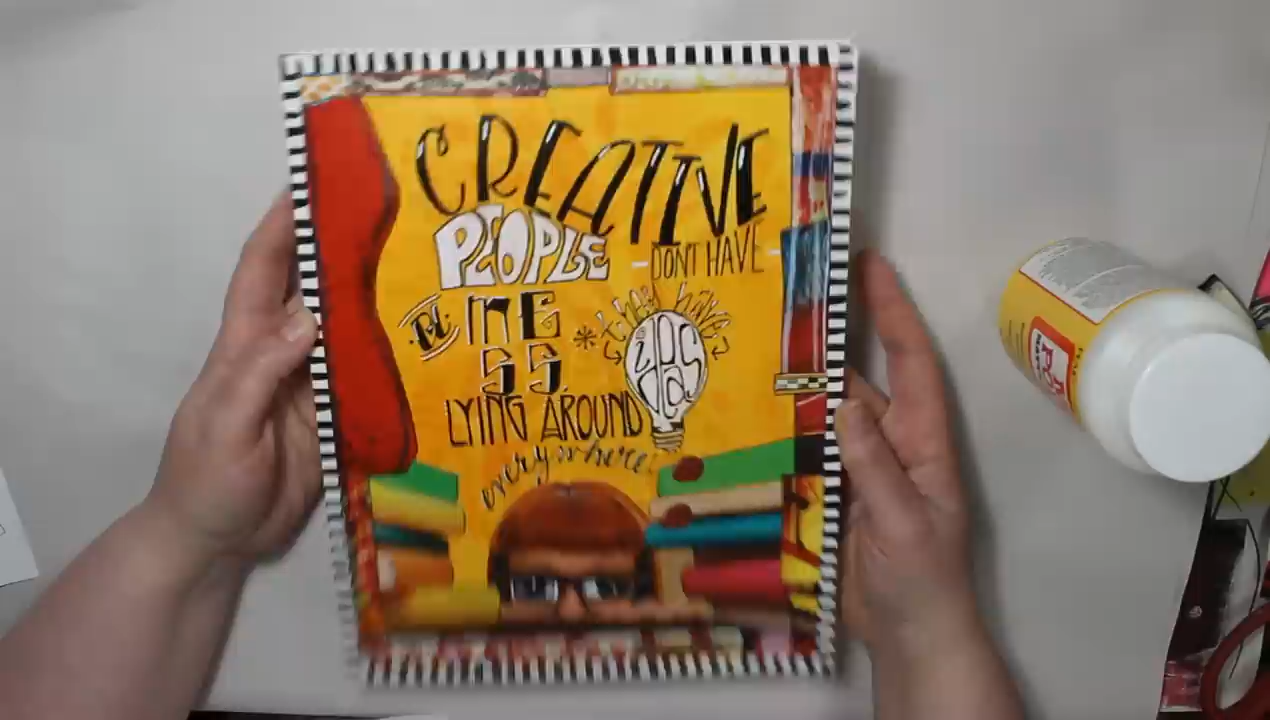 CREATIVE
PEOPLE
DON'T HAVE
A
MESS
* they have
ideas
LYING AROUND
everywhere!